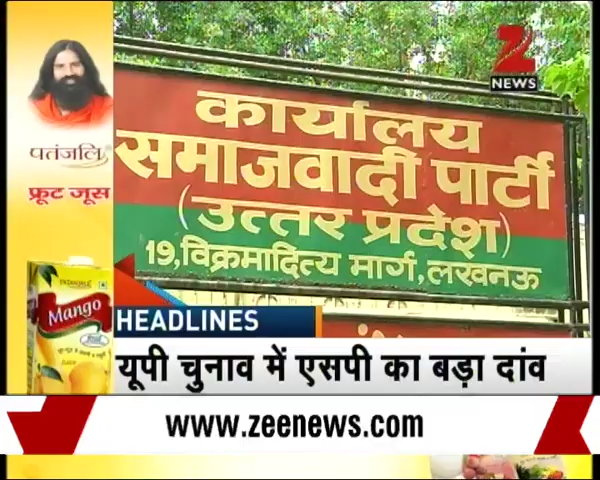 ZEE
NEWS
पतंजलि
फ्रूट जूस
कार्यालय
समाजवादी पार्टी
(उत्तर प्रदेश)
19,विक्रमादित्य मार्ग,लखनऊ
Mango
HEADLINES
यूपी चुनाव में एसपी का बड़ा दांव
www.zeenews.com